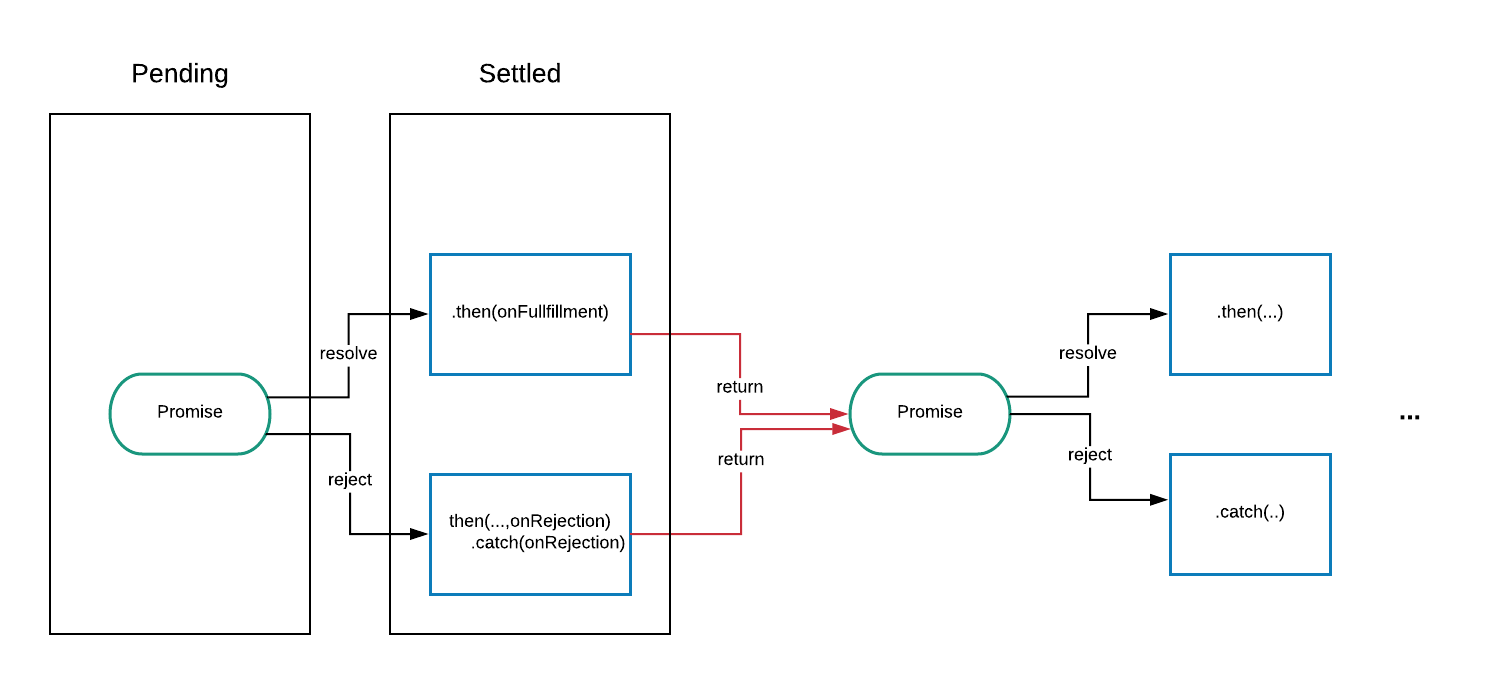 Pending
Settled
.then(onFullfillment)
.then(...)
resolve
resolve
return
Promise
Promise
...
return
reject
reject
then(...,onRejection)
.catch(onRejection)
.catch(..)